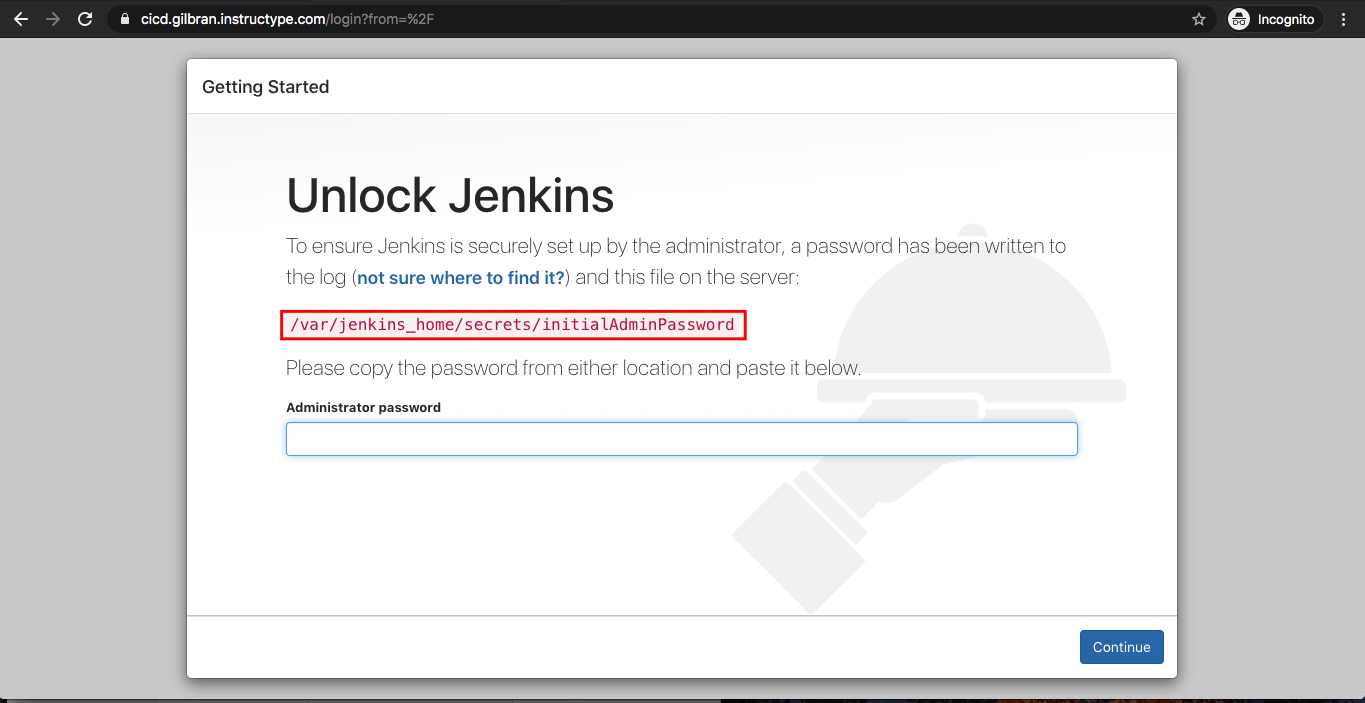 cicd.gilbran.instructype.com/login?from=%2F
Incognito
Getting Started
Unlock Jenkins
To ensure Jenkins is securely set up by the administrator, a password has been written to
the log (not sure where to find it?) and this file on the server:
/var/jenkins_home/secrets/initialAdminPassword
Please copy the password from either location and paste it below.
Administrator password
Continue